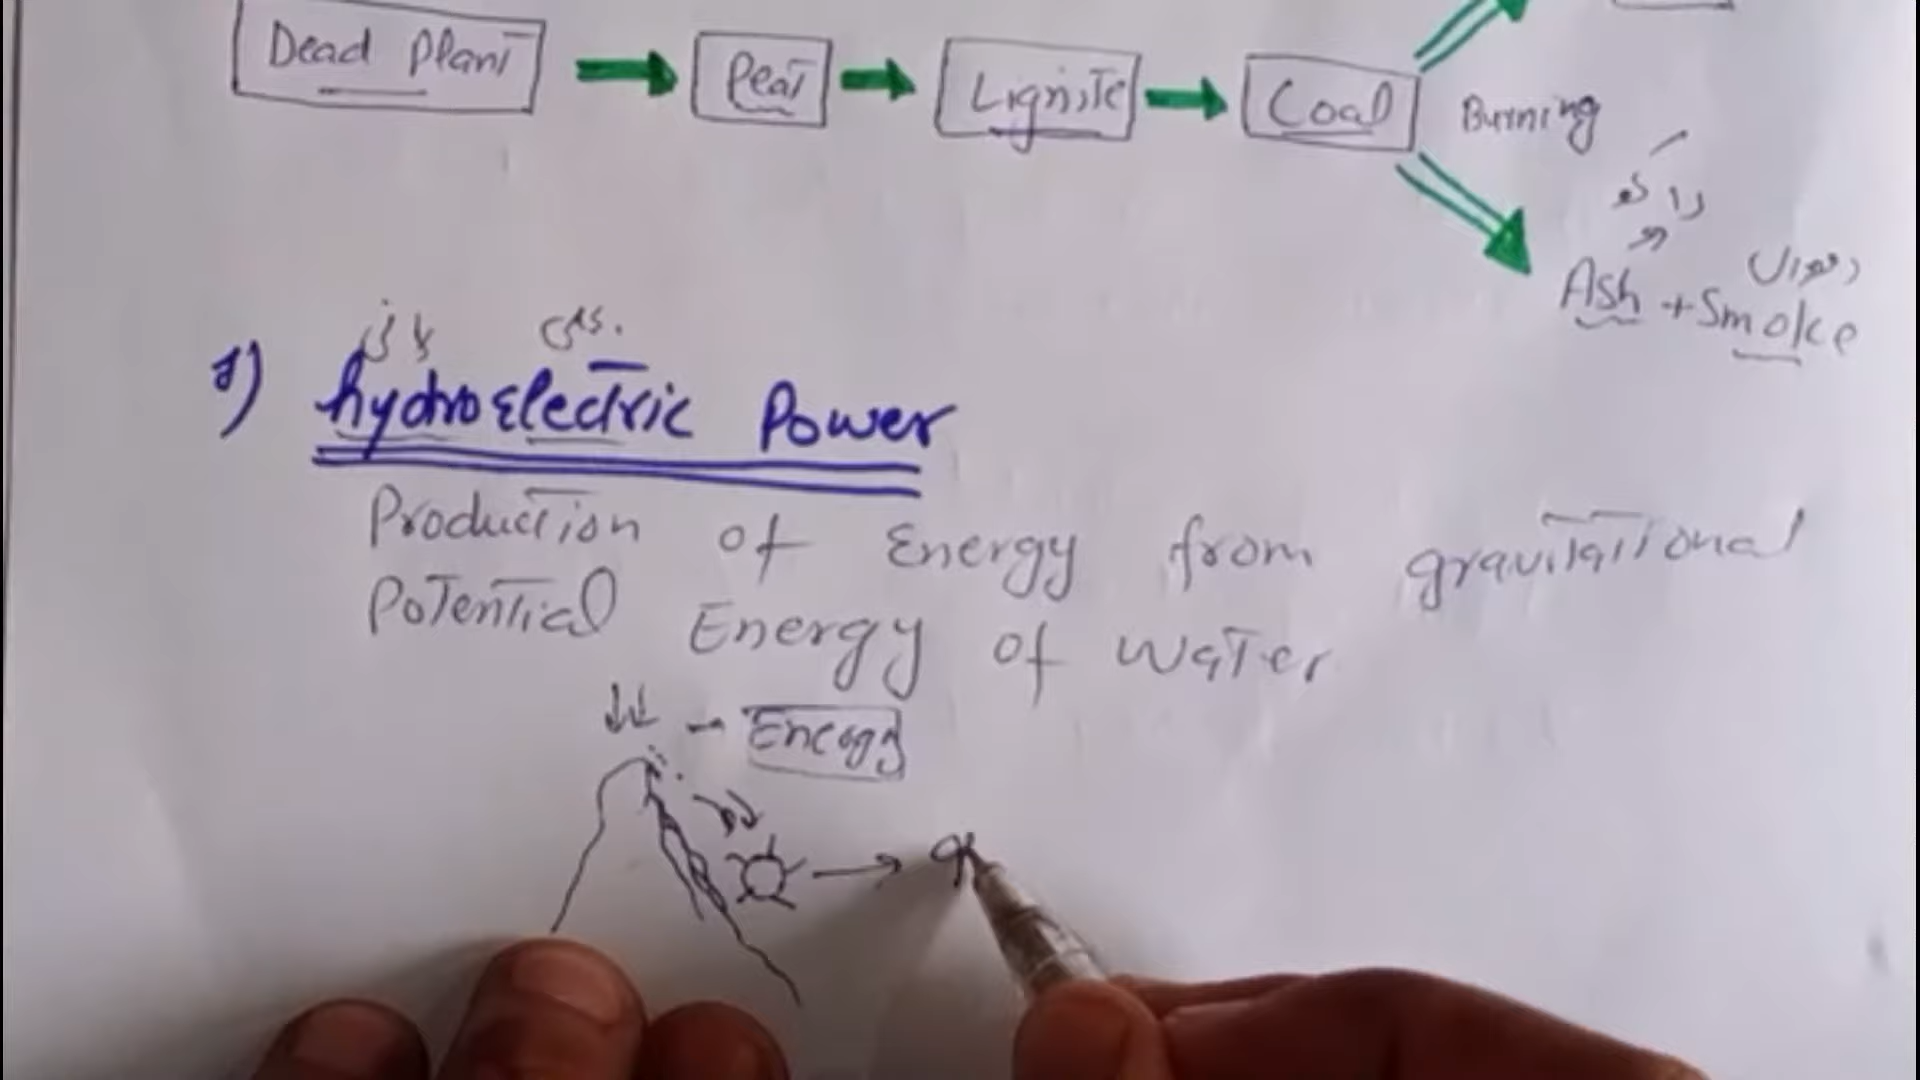 Dead Plant Peat Lignite Coal Burning
دھواں
Ash + Smoke
hydroelectric Power
Production of Energy from gravitational
Potential Energy of Water
Energy